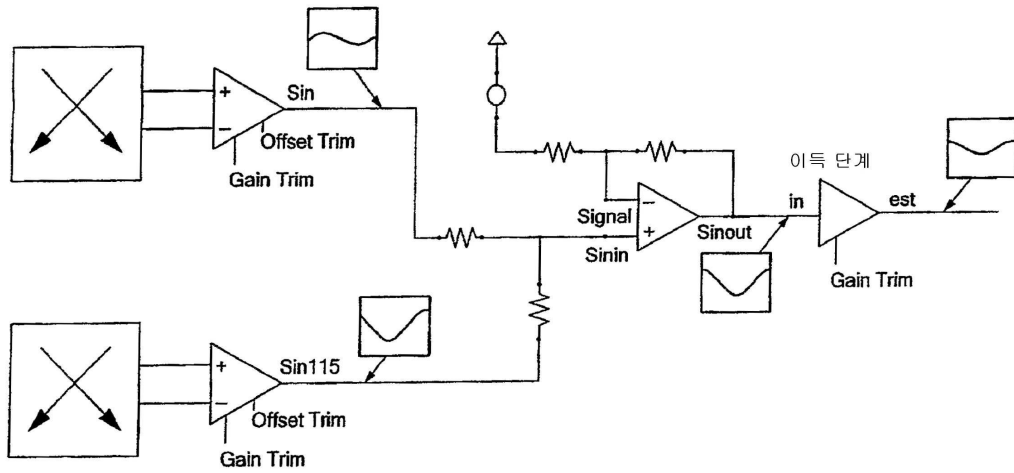 +
−
Sin
Offset Trim
Gain Trim
이득 단계
Signal
−
+
Sinin
Sinout
in
est
Gain Trim
+
−
Sin115
Offset Trim
Gain Trim